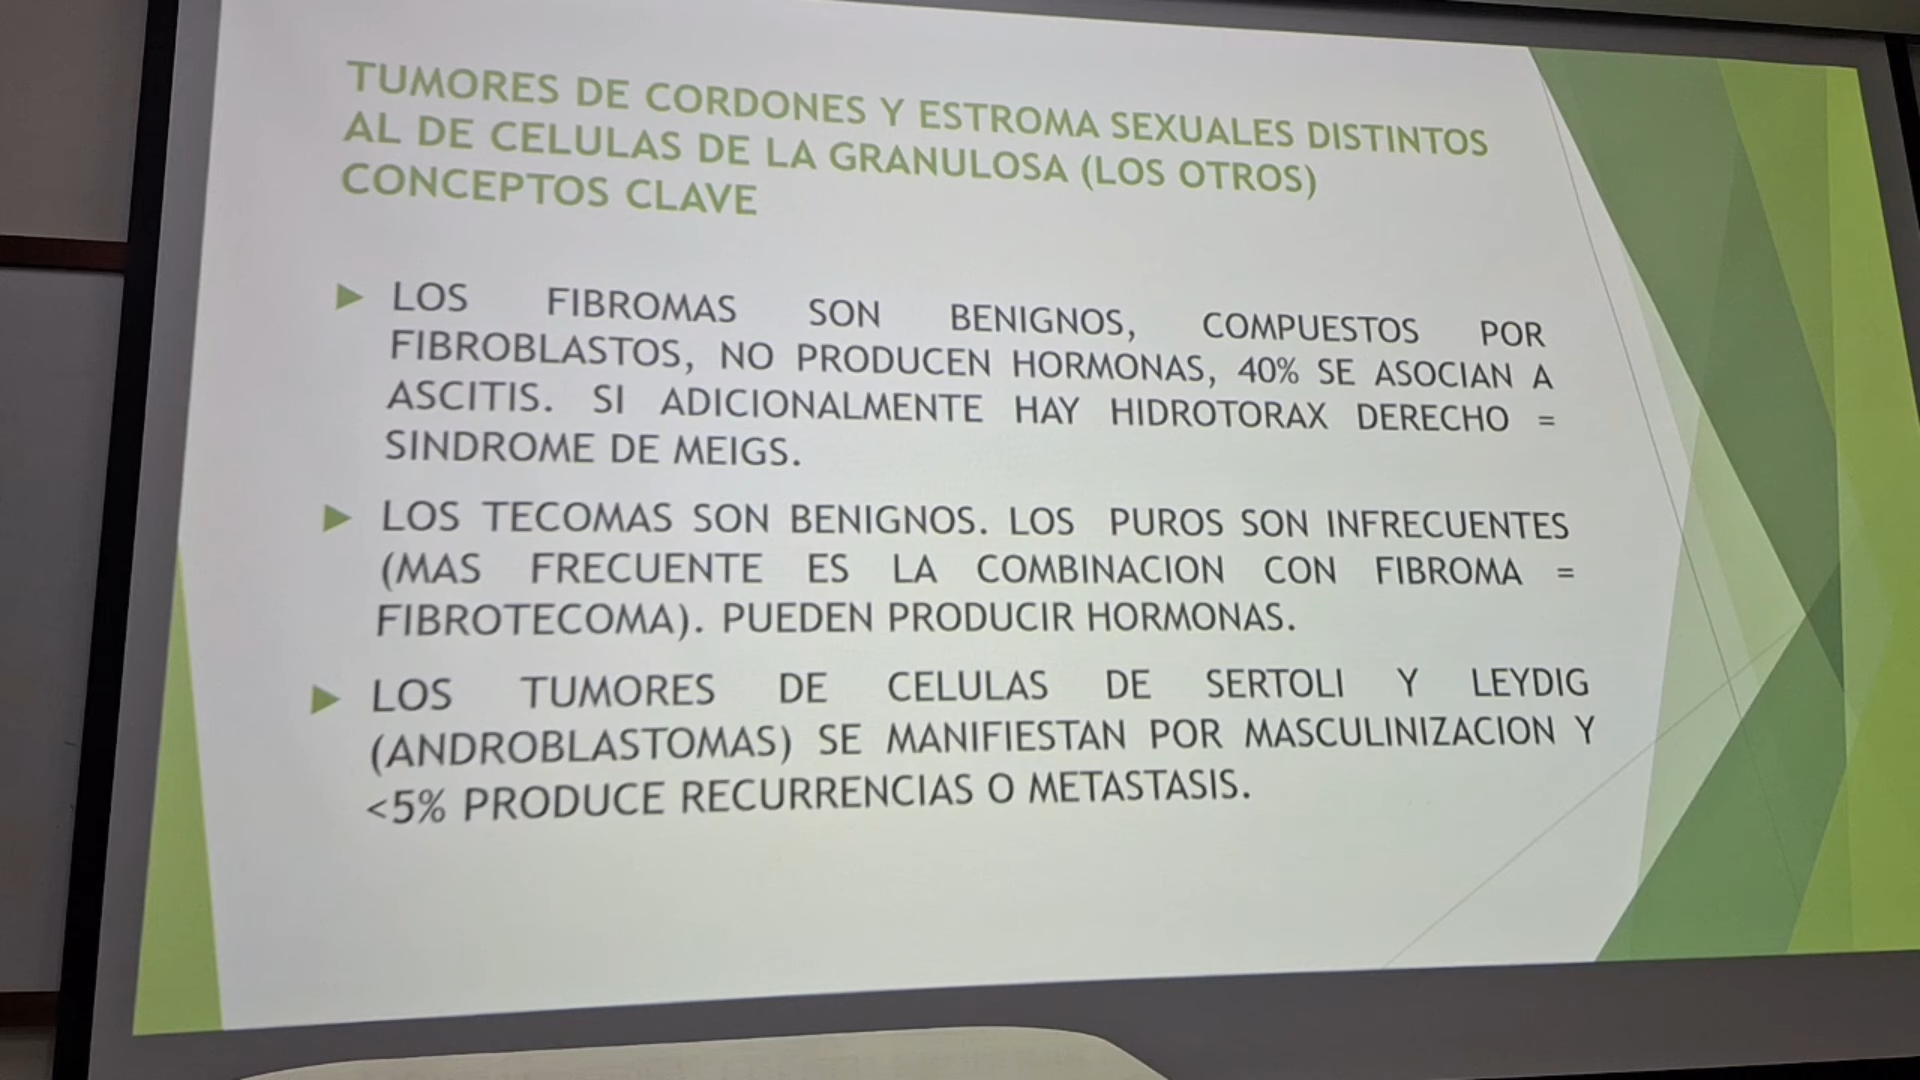 TUMORES DE CORDONES Y ESTROMA SEXUALES DISTINTOS
AL DE CELULAS DE LA GRANULOSA (LOS OTROS)
CONCEPTOS CLAVE
LOS FIBROMAS SON BENIGNOS, COMPUESTOS POR
FIBROBLASTOS, NO PRODUCEN HORMONAS, 40% SE ASOCIAN A
ASCITIS. SI ADICIONALMENTE HAY HIDROTORAX DERECHO =
SINDROME DE MEIGS.
LOS TECOMAS SON BENIGNOS. LOS PUROS SON INFRECUENTES
(MAS FRECUENTE ES LA COMBINACION CON FIBROMA =
FIBROTECOMA). PUEDEN PRODUCIR HORMONAS.
LOS TUMORES DE CELULAS DE SERTOLI Y LEYDIG
(ANDROBLASTOMAS) SE MANIFIESTAN POR MASCULINIZACION Y
<5% PRODUCE RECURRENCIAS O METASTASIS.